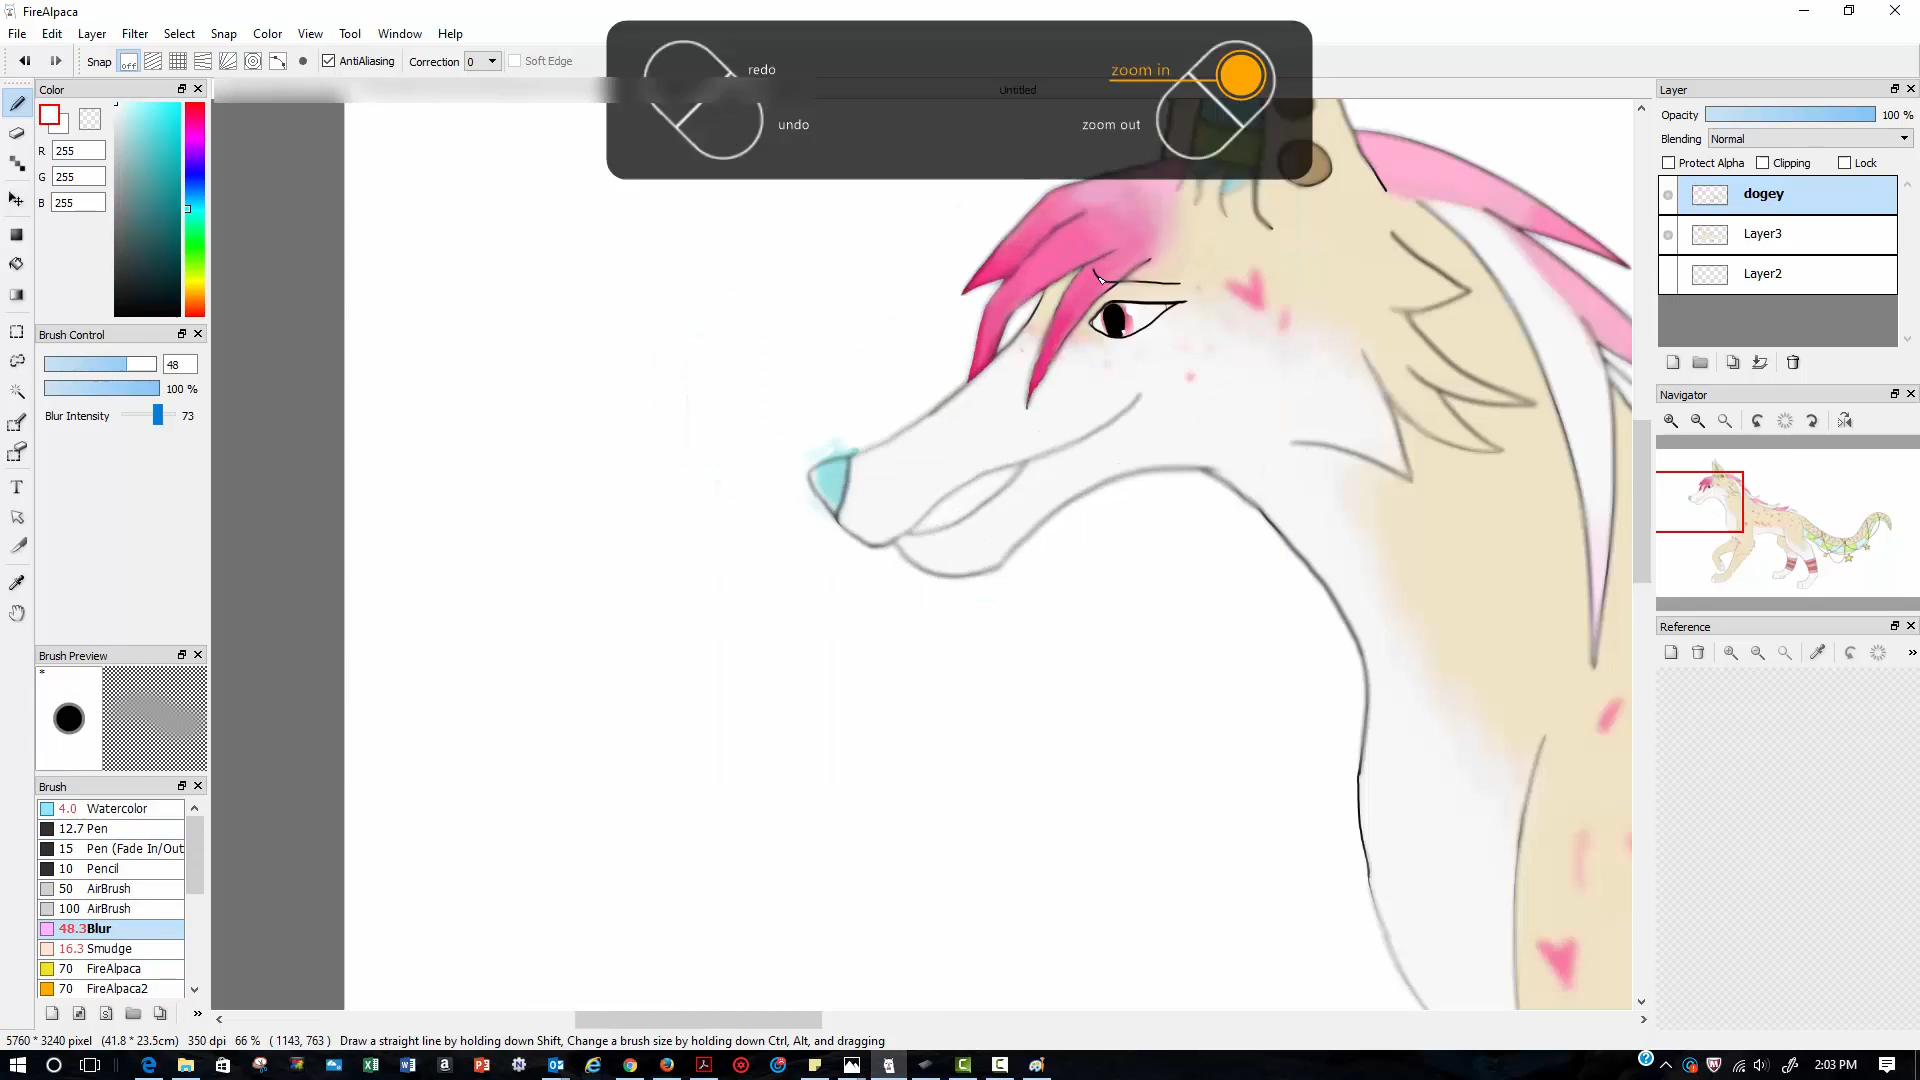 FireAlpaca
File Edit Layer Filter Select Snap Color View Tool Window Help
Snap off AntiAliasing Correction 0 Soft Edge
redo
undo
zoom in
zoom out
Untitled
Color
R 255
G 255
B 255
Brush Control
48
100 %
Blur Intensity 73
Brush Preview
*
Brush
4.0 Watercolor
12.7 Pen
15 Pen (Fade In/Out
10 Pencil
50 AirBrush
100 AirBrush
48.3 Blur
16.3 Smudge
70 FireAlpaca
70 FireAlpaca2
Layer
Opacity 100 %
Blending Normal
Protect Alpha Clipping Lock
dogey
Layer3
Layer2
Navigator
Reference
5760 * 3240 pixel (41.8 * 23.5cm) 350 dpi 66 % ( 1143, 763 ) Draw a straight line by holding down Shift, Change a brush size by holding down Ctrl, Alt, and dragging
2:03 PM